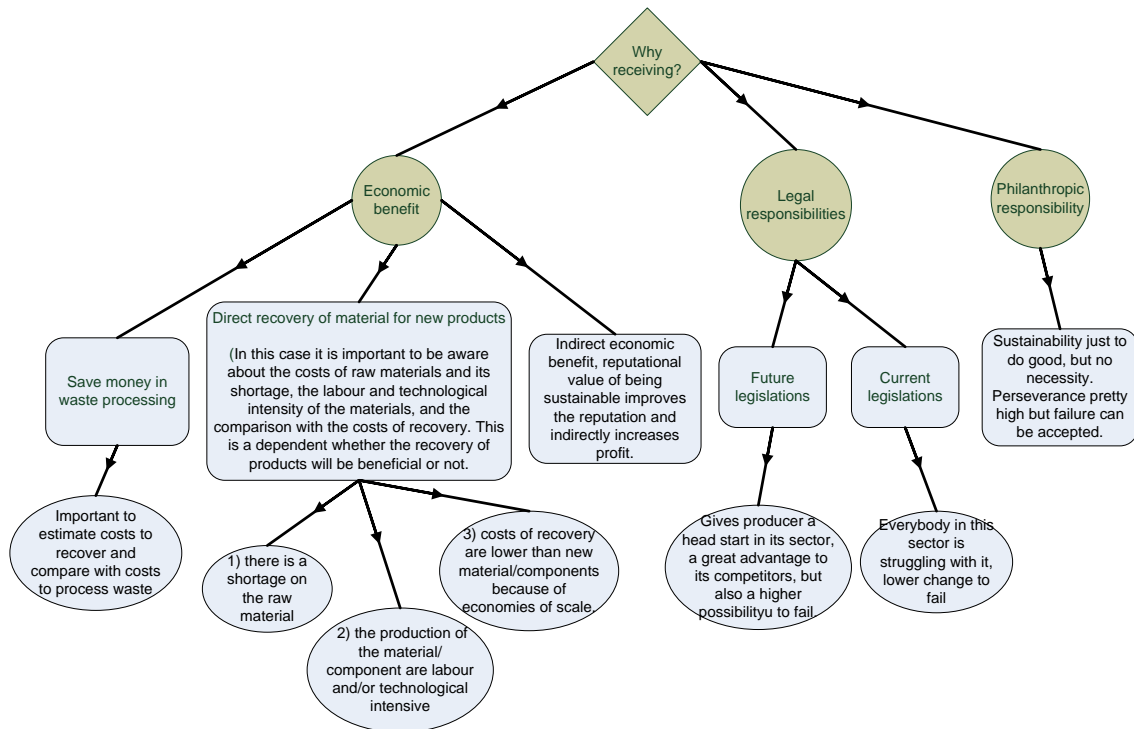 Why
receiving?
Economic
benefit
Legal
responsibilities
Philanthropic
responsibility
Save money in
waste processing
Direct recovery of material for new products
(In this case it is important to be aware
about the costs of raw materials and its
shortage, the labour and technological
intensity of the materials, and the
comparison with the costs of recovery. This
is a dependent whether the recovery of
products will be beneficial or not.
Indirect economic
benefit, reputational
value of being
sustainable improves
the reputation and
indirectly increases
profit.
Future
legislations
Current
legislations
Sustainability just to
do good, but no
necessity.
Perseverance pretty
high but failure can
be accepted.
Important to
estimate costs to
recover and
compare with costs
to process waste
1) there is a
shortage on
the raw
material
2) the production of
the material/
component are labour
and/or technological
intensive
3) costs of recovery
are lower than new
material/components
because of
economies of scale.
Gives producer a
head start in its sector,
a great advantage to
its competitors, but
also a higher
possibilityu to fail.
Everybody in this
sector is
struggling with it,
lower change to
fail